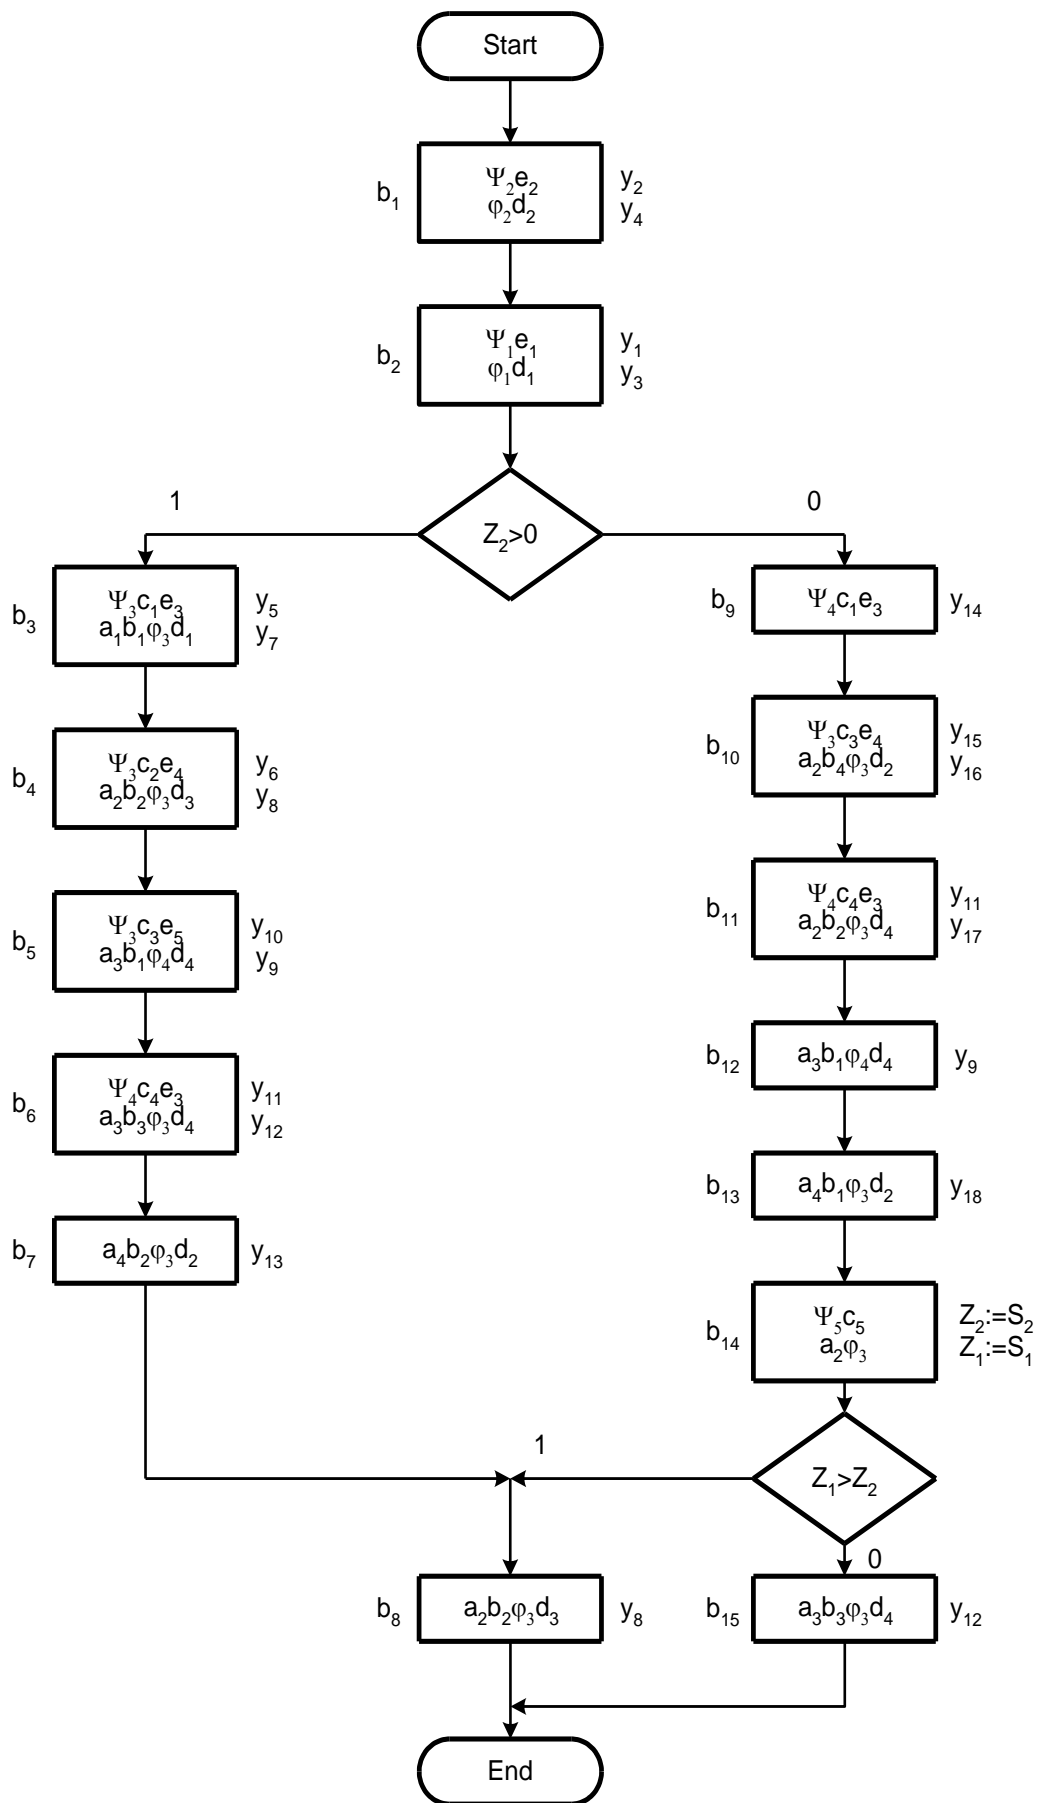 Start
b₁
Ψ₂e₂
φ₂d₂
y₂
y₄
b₂
Ψ₁e₁
φ₁d₁
y₁
y₃
Z₂>0
1
0
b₃
Ψ₃c₁e₃
a₁b₁φ₃d₁
y₅
y₇
b₉
Ψ₄c₁e₃
y₁₄
b₄
Ψ₃c₂e₄
a₂b₂φ₃d₃
y₆
y₈
b₁₀
Ψ₃c₃e₄
a₂b₄φ₃d₂
y₁₅
y₁₆
b₅
Ψ₃c₃e₅
a₃b₁φ₄d₄
y₁₀
y₉
b₁₁
Ψ₄c₄e₃
a₂b₂φ₃d₄
y₁₁
y₁₇
b₆
Ψ₄c₄e₃
a₃b₃φ₃d₄
y₁₁
y₁₂
b₁₂
a₃b₁φ₄d₄
y₉
b₇
a₄b₂φ₃d₂
y₁₃
b₁₃
a₄b₁φ₃d₂
y₁₈
b₁₄
Ψ₅c₅
a₂φ₃
Z₂:=S₂
Z₁:=S₁
1
Z₁>Z₂
0
b₈
a₂b₂φ₃d₃
y₈
b₁₅
a₃b₃φ₃d₄
y₁₂
End